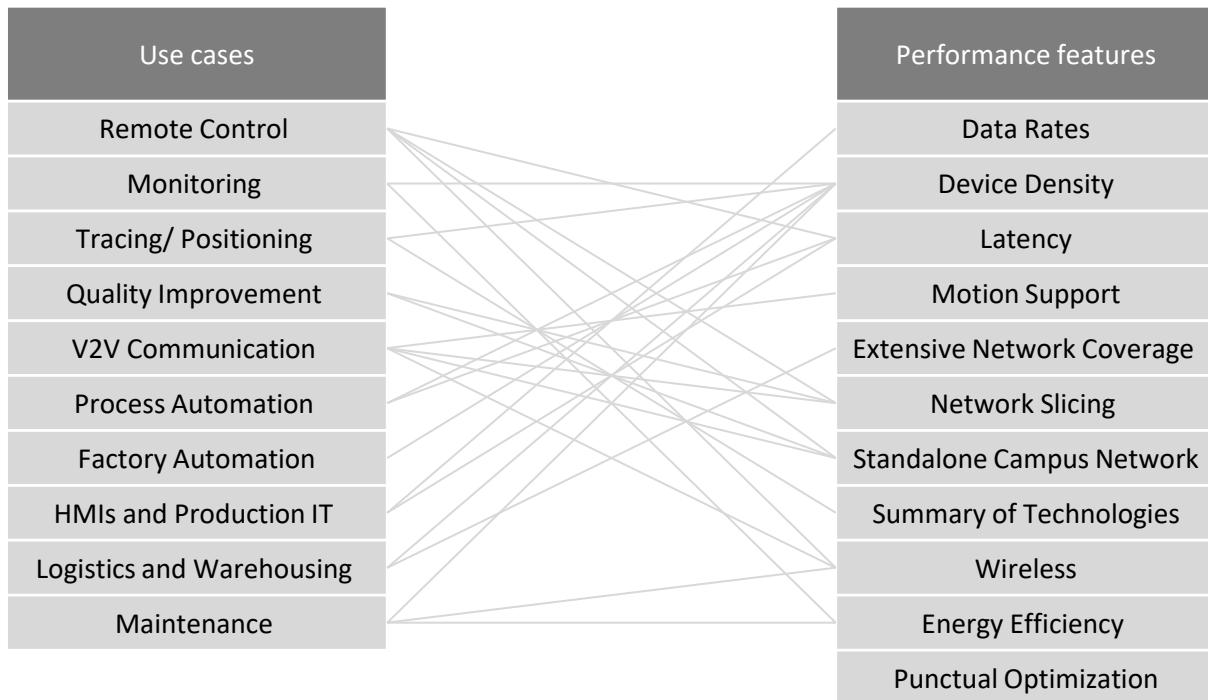 Use cases
Remote Control
Monitoring
Tracing/ Positioning
Quality Improvement
V2V Communication
Process Automation
Factory Automation
HMIs and Production IT
Logistics and Warehousing
Maintenance
Performance features
Data Rates
Device Density
Latency
Motion Support
Extensive Network Coverage
Network Slicing
Standalone Campus Network
Summary of Technologies
Wireless
Energy Efficiency
Punctual Optimization